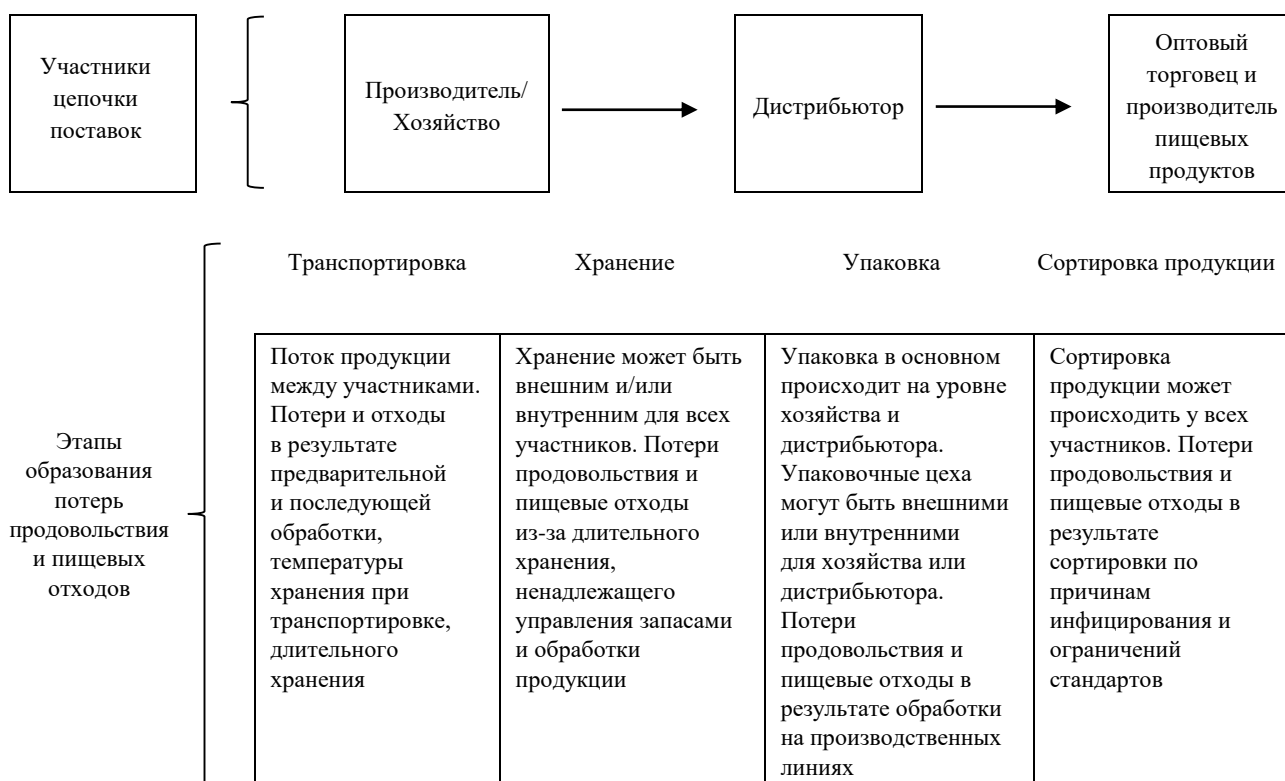 Участники
цепочки
поставок
Производитель/
Хозяйство
Дистрибьютор
Оптовый
торговец и
производитель
пищевых
продуктов
Транспортировка
Хранение
Упаковка
Сортировка продукции
Этапы
образования
потерь
продовольствия
и пищевых
отходов
Поток продукции
между участниками.
Потери и отходы
в результате
предварительной
и последующей
обработки,
температуры
хранения при
транспортировке,
длительного
хранения
Хранение может быть
внешним и/или
внутренним для всех
участников. Потери
продовольствия и
пищевые отходы
из-за длительного
хранения,
ненадлежащего
управления запасами
и обработки
продукции
Упаковка в основном
происходит на уровне
хозяйства и
дистрибьютора.
Упаковочные цеха
могут быть внешними
или внутренними
для хозяйства или
дистрибьютора.
Потери
продовольствия и
пищевые отходы в
результате обработки
на производственных
линиях
Сортировка
продукции может
происходить у всех
участников. Потери
продовольствия и
пищевые отходы в
результате
сортировки по
причинам
инфицирования и
ограничений
стандартов